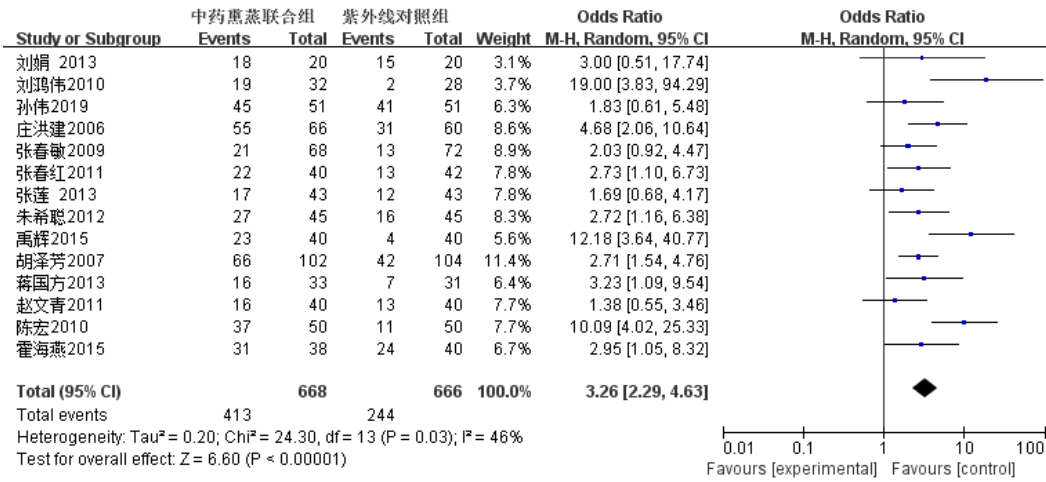 中药熏蒸联合组 紫外线对照组 Odds Ratio Odds Ratio
Study or Subgroup Events Total Events Total Weight M-H, Random, 95% CI M-H, Random, 95% CI
刘娟 2013 18 20 15 20 3.1% 3.00 [0.51, 17.74]
刘鸿伟2010 19 32 2 28 3.7% 19.00 [3.83, 94.29]
孙伟2019 45 51 41 51 6.3% 1.83 [0.61, 5.48]
庄洪建2006 55 66 31 60 8.6% 4.68 [2.06, 10.64]
张春敏2009 21 68 13 72 8.9% 2.03 [0.92, 4.47]
张春红2011 22 40 13 42 7.8% 2.73 [1.10, 6.73]
张莲 2013 17 43 12 43 7.8% 1.69 [0.68, 4.17]
朱希聪2012 27 45 16 45 8.3% 2.72 [1.16, 6.38]
禹辉2015 23 40 4 40 5.6% 12.18 [3.64, 40.77]
胡泽芳2007 66 102 42 104 11.4% 2.71 [1.54, 4.76]
蒋国方2013 16 33 7 31 6.4% 3.23 [1.09, 9.54]
赵文青2011 16 40 13 40 7.7% 1.38 [0.55, 3.46]
陈宏2010 37 50 11 50 7.7% 10.09 [4.02, 25.33]
霍海燕2015 31 38 24 40 6.7% 2.95 [1.05, 8.32]
Total (95% CI) 668 666 100.0% 3.26 [2.29, 4.63]
Total events 413 244
Heterogeneity: Tau² = 0.20; Chi² = 24.30, df = 13 (P = 0.03); I² = 46%
Test for overall effect: Z = 6.60 (P < 0.00001)
0.01 0.1 1 10 100
Favours [experimental] Favours [control]